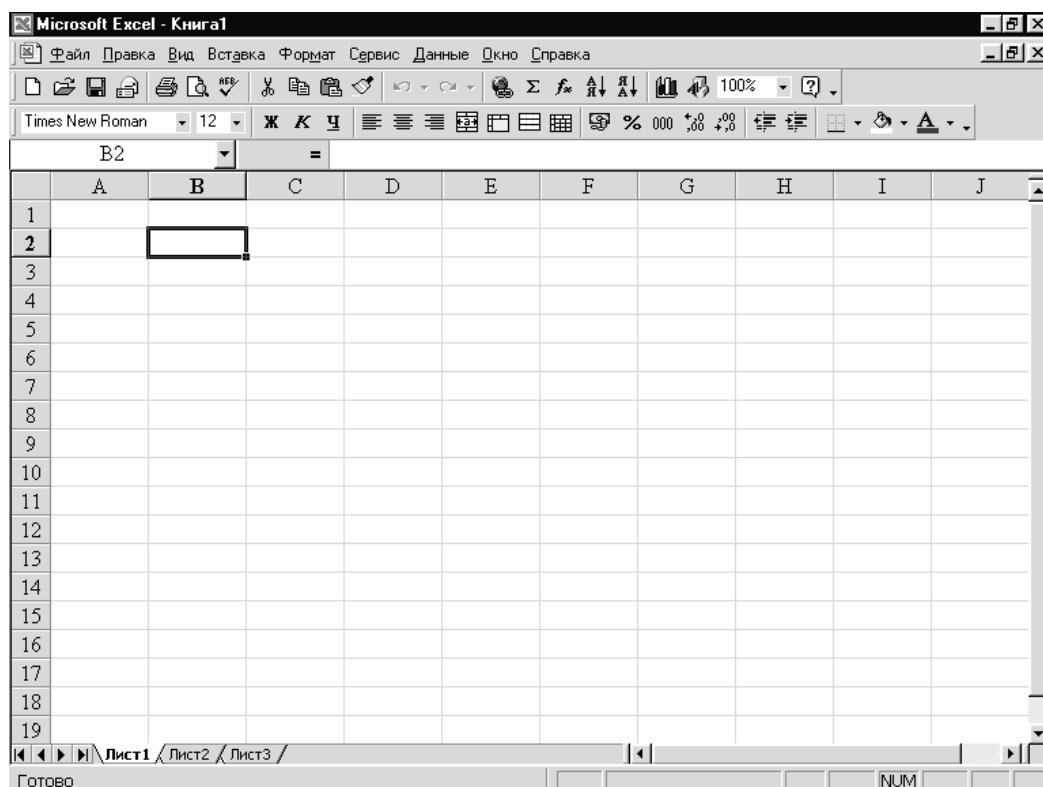 Microsoft Excel - Книга1
Файл Правка Вид Вставка Формат Сервис Данные Окно Справка
100%
Times New Roman 12 Ж К Ч % 000
B2 =
A B C D E F G H I J
1
2
3
4
5
6
7
8
9
10
11
12
13
14
15
16
17
18
19
Лист1 Лист2 Лист3
Готово NUM